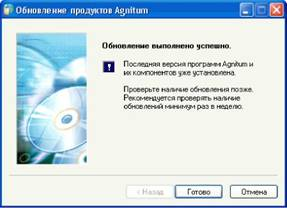 Обновление продуктов Agnitum
Обновление выполнено успешно.
Последняя версия программ Agnitum и
их компонентов уже установлена.
Проверьте наличие обновления позже.
Рекомендуется проверять наличие
обновлений минимум раз в неделю.
< Назад
Готово
Отмена